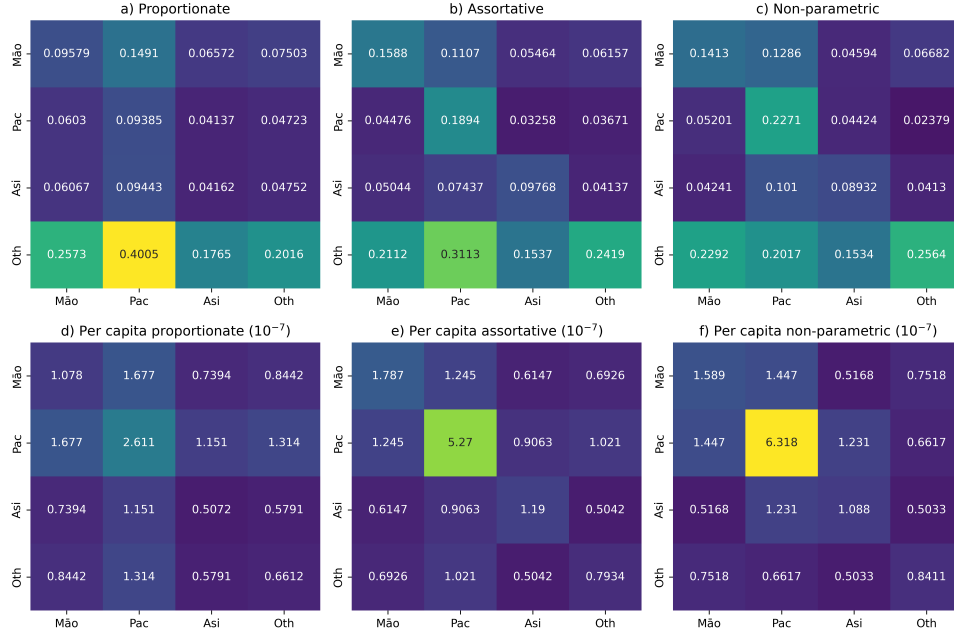 a) Proportionate
b) Assortative
c) Non-parametric
Māo 0.09579 0.1491 0.06572 0.07503
Pac 0.0603 0.09385 0.04137 0.04723
Asi 0.06067 0.09443 0.04162 0.04752
Oth 0.2573 0.4005 0.1765 0.2016
Māo Pac Asi Oth
Māo 0.1588 0.1107 0.05464 0.06157
Pac 0.04476 0.1894 0.03258 0.03671
Asi 0.05044 0.07437 0.09768 0.04137
Oth 0.2112 0.3113 0.1537 0.2419
Māo Pac Asi Oth
Māo 0.1413 0.1286 0.04594 0.06682
Pac 0.05201 0.2271 0.04424 0.02379
Asi 0.04241 0.101 0.08932 0.0413
Oth 0.2292 0.2017 0.1534 0.2564
Māo Pac Asi Oth
d) Per capita proportionate (10⁻⁷)
e) Per capita assortative (10⁻⁷)
f) Per capita non-parametric (10⁻⁷)
Māo 1.078 1.677 0.7394 0.8442
Pac 1.677 2.611 1.151 1.314
Asi 0.7394 1.151 0.5072 0.5791
Oth 0.8442 1.314 0.5791 0.6612
Māo Pac Asi Oth
Māo 1.787 1.245 0.6147 0.6926
Pac 1.245 5.27 0.9063 1.021
Asi 0.6147 0.9063 1.19 0.5042
Oth 0.6926 1.021 0.5042 0.7934
Māo Pac Asi Oth
Māo 1.589 1.447 0.5168 0.7518
Pac 1.447 6.318 1.231 0.6617
Asi 0.5168 1.231 1.088 0.5033
Oth 0.7518 0.6617 0.5033 0.8411
Māo Pac Asi Oth